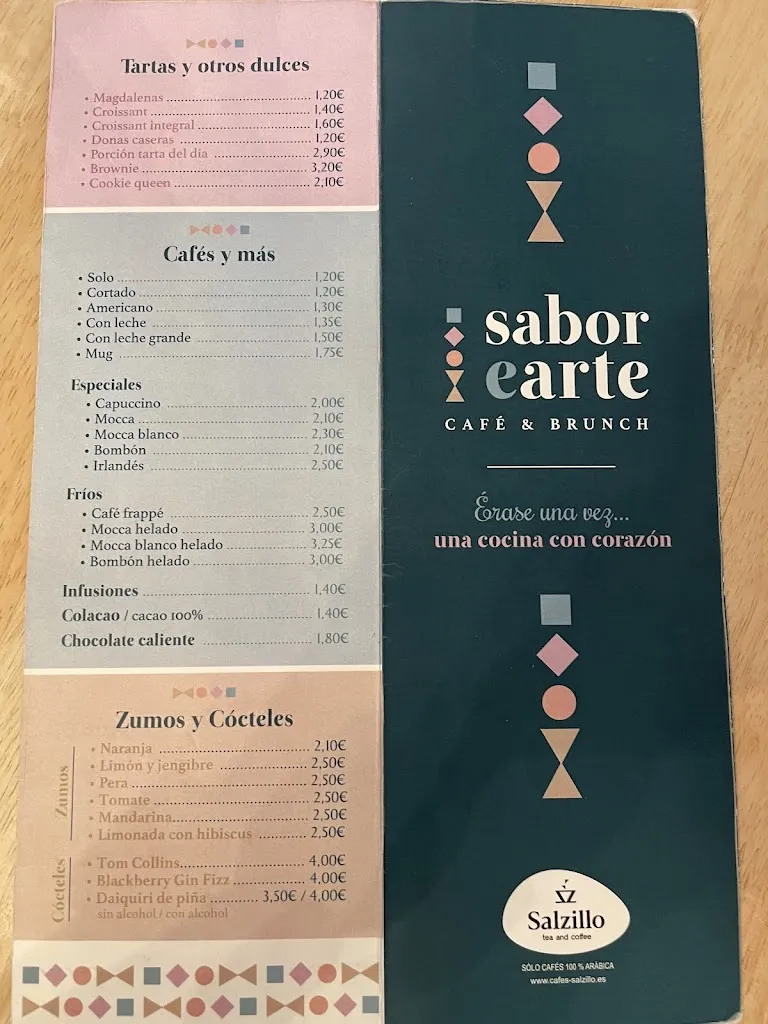 Tartas y otros dulces
• Magdalenas 1,20€
• Croissant 1,40€
• Croissant integral 1,60€
• Donas caseras 1,20€
• Porción tarta del día 2,90€
• Brownie 3,20€
• Cookie queen 2,10€
Cafés y más
• Solo 1,20€
• Cortado 1,20€
• Americano 1,30€
• Con leche 1,35€
• Con leche grande 1,50€
• Mug 1,75€
Especiales
• Capuccino 2,00€
• Mocca 2,10€
• Mocca blanco 2,30€
• Bombón 2,10€
• Irlandés 2,50€
Fríos
• Café frappé 2,50€
• Mocca helado 3,00€
• Mocca blanco helado 3,25€
• Bombón helado 3,00€
Infusiones 1,40€
Colacao / cacao 100% 1,40€
Chocolate caliente 1,80€
Zumos y Cócteles
Zumos
• Naranja 2,10€
• Limón y jengibre 2,50€
• Pera 2,50€
• Tomate 2,50€
• Mandarina 2,50€
• Limonada con hibiscus 2,50€
Cócteles
• Tom Collins 4,00€
• Blackberry Gin Fizz 4,00€
• Daiquiri de piña 3,50€ / 4,00€
sin alcohol / con alcohol
sabor
earte
CAFÉ & BRUNCH
Érase una vez...
una cocina con corazón
Salzillo
tea and coffee
SÓLO CAFÉS 100 % ARÁBICA
www.cafes-salzillo.es